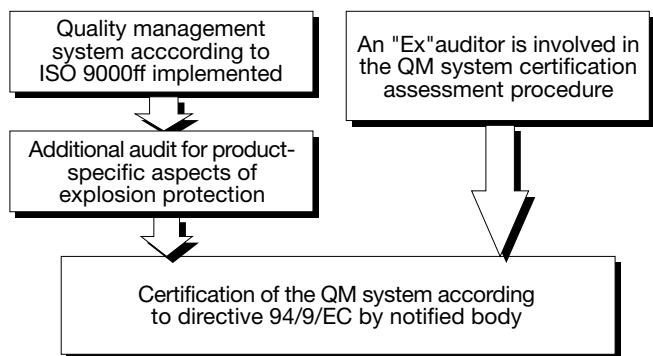 Quality management
system acccording to
ISO 9000ff implemented
An "Ex"auditor is involved in
the QM system certification
assessment procedure
Additional audit for product-
specific aspects of
explosion protection
Certification of the QM system according
to directive 94/9/EC by notified body